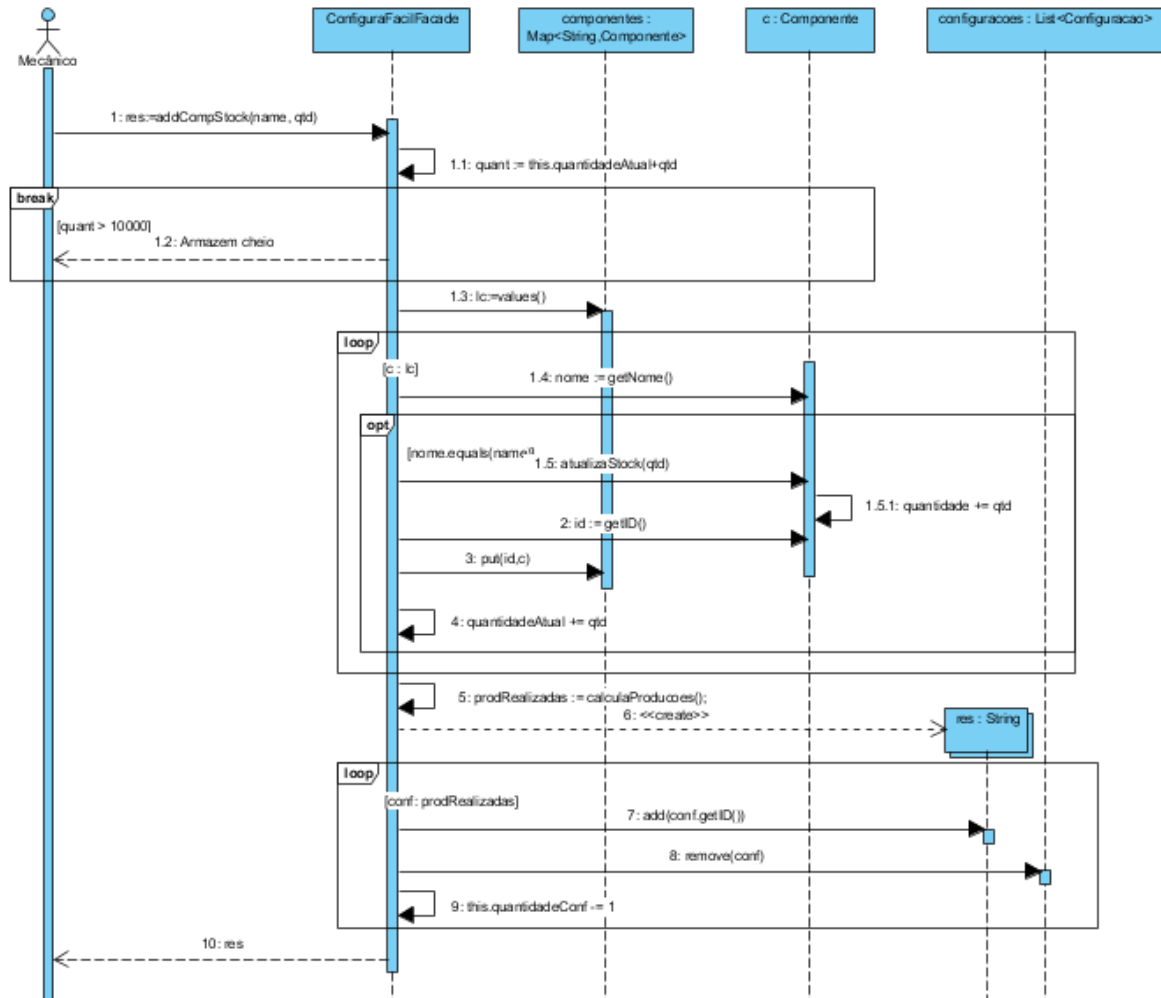 ConfiguraFacilFacade
componentes :
Map<String,Componente>
c : Componente
configuracoes : List<Configuracao>
Mecânico
1: res:=addCompStock(name, qtd)
1.1: quant := this.quantidadeAtual+qtd
break
[quant > 10000]
1.2: Armazem cheio
1.3: lc:=values()
loop
[c : lc]
1.4: nome := getNome()
opt
[nome.equals(name)]
1.5: atualizaStock(qtd)
1.5.1: quantidade += qtd
2: id := getID()
3: put(id,c)
4: quantidadeAtual += qtd
5: prodRealizadas := calculaProducoes();
6: <<create>>
res : String
loop
[conf: prodRealizadas]
7: add(conf.getID())
8: remove(conf)
9: this.quantidadeConf -= 1
10: res